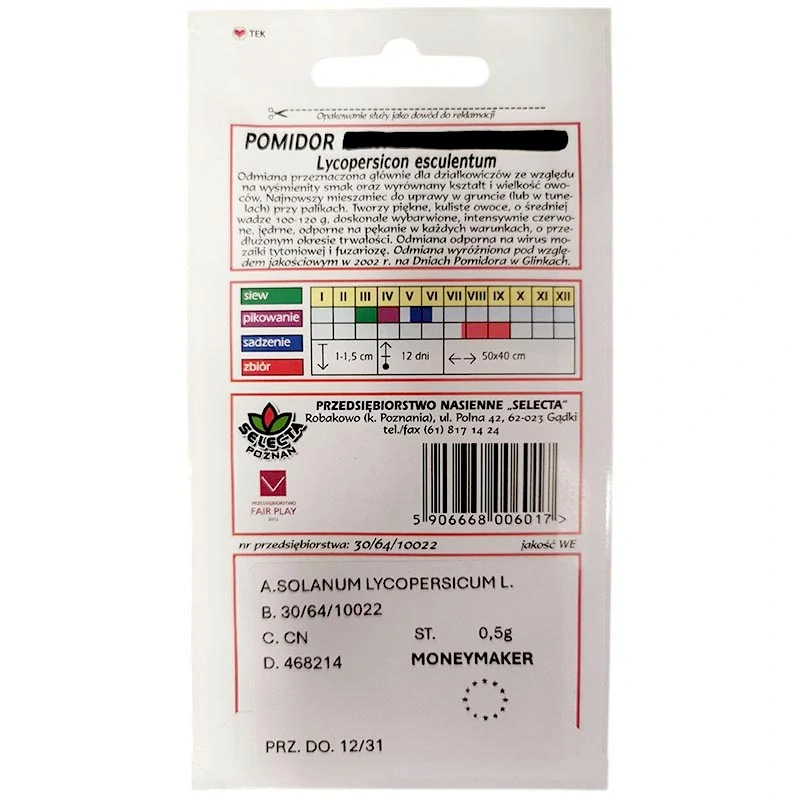 TEK
Opakowanie służy jako dowód do reklamacji
POMIDOR
Lycopersicon esculentum
Odmiana przeznaczona głównie dla działkowiczów ze względu
na wyśmienity smak oraz wyrównany kształt i wielkość owo-
ców. Najnowszy mieszaniec do uprawy w gruncie (lub w tune-
lach) przy palikach. Tworzy piękne, kuliste owoce, o średniej
wadze 100-120 g, doskonale wybarwione, intensywnie czerwo-
ne, jędrne, odporne na pękanie w każdych warunkach, o prze-
dłużonym okresie trwałości. Odmiana odporna na wirus mo-
zaiki tytoniowej i fuzariozę. Odmiana wyróżniona pod wzglę-
dem jakościowym w 2002 r. na Dniach Pomidora w Glinkach.
siew I II III IV V VI VII VIII IX X XI XII
pikowanie
sadzenie
zbiór 1-1,5 cm 12 dni 50x40 cm
PRZEDSIĘBIORSTWO NASIENNE „SELECTA"
Robakowo (k. Poznania), ul. Polna 42, 62-023 Gądki
tel./fax (61) 817 14 24
SELECTA
POZNAŃ
PRZEDSIĘBIORSTWO
FAIR PLAY
2012
5 906668 006017 >
nr przedsiębiorstwa: 30/64/10022 jakość WE
A.SOLANUM LYCOPERSICUM L.
B. 30/64/10022
C. CN ST. 0,5g
D. 468214 MONEYMAKER
PRZ. DO. 12/31